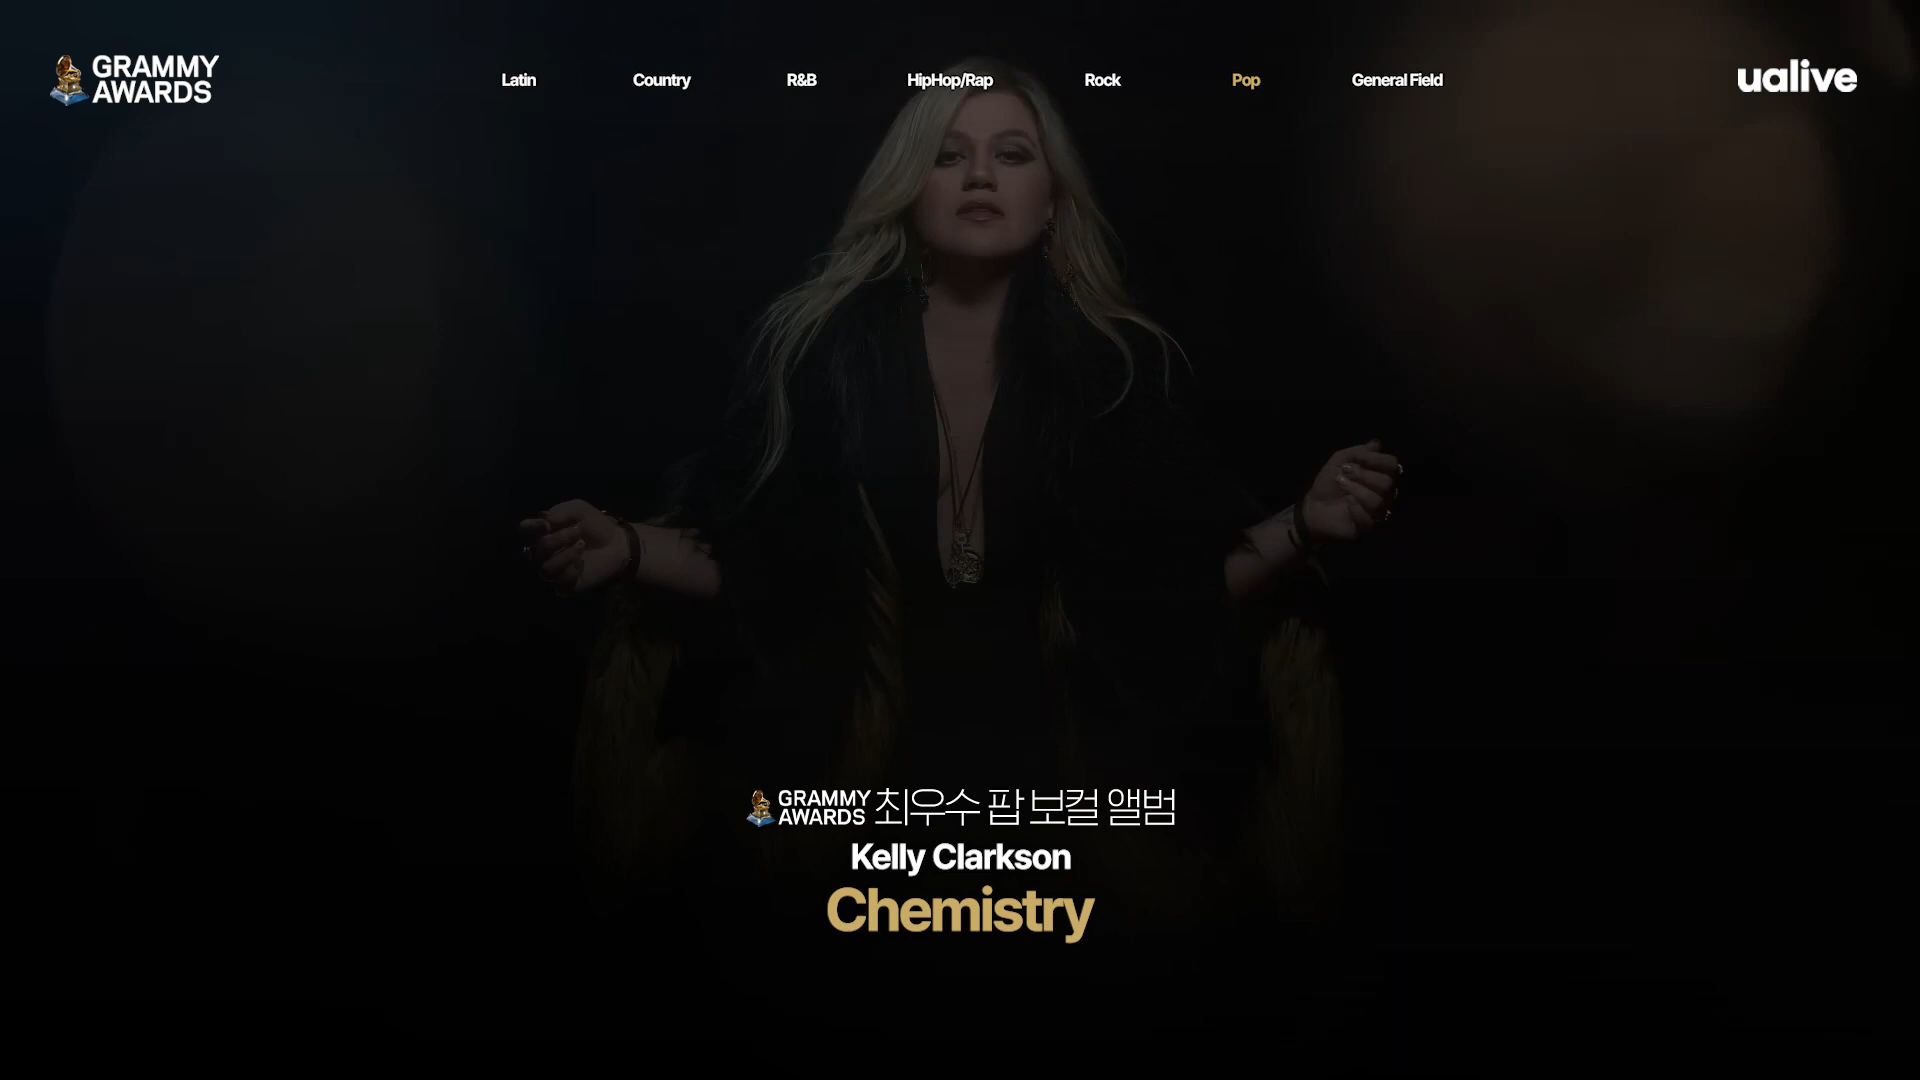 GRAMMY
AWARDS
Latin Country R&B HipHop/Rap Rock Pop General Field
ualive
GRAMMY
AWARDS
최우수 팝 보컬 앨범
Kelly Clarkson
Chemistry